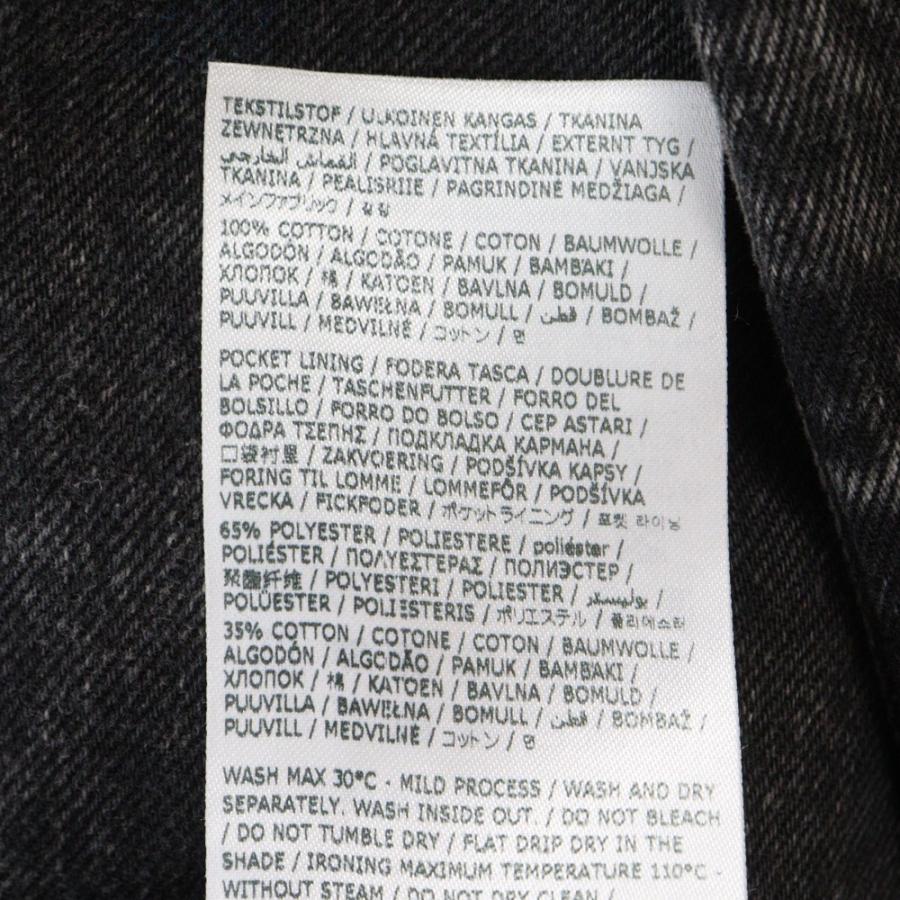 TEKSTILSTOF / ULKOINEN KANGAS / TKANINA
ZEWNĘTRZNA / HLAVNÁ TEXTÍLIA / EXTERNT TYG /
القماش الخارجي / POGLAVITNA TKANINA / VANJSKA
TKANINA / PEALISRIIE / PAGRINDINĖ MEDŽIAGA /
メインファブリック / 겉감
100% COTTON / COTONE / COTON / BAUMWOLLE /
ALGODÓN / ALGODÃO / PAMUK / ΒΑΜΒΑΚΙ /
ХЛОПОК / 棉 / KATOEN / BAVLNA / BOMULD /
PUUVILLA / BAWEŁNA / BOMULL / قطن / BOMBAŽ /
PUUVILL / MEDVILNĖ / コットン / 면
POCKET LINING / FODERA TASCA / DOUBLURE DE
LA POCHE / TASCHENFUTTER / FORRO DEL
BOLSILLO / FORRO DO BOLSO / CEP ASTARI /
ΦΟΔΡΑ ΤΣΕΠΗΣ / ПОДКЛАДКА КАРМАНА /
口袋衬里 / ZAKVOERING / PODŠÍVKA KAPSY /
FORING TIL LOMME / LOMMEFÔR / PODŠÍVKA
VRECKA / FICKFODER / ポケットライニング / 포켓 라이닝
65% POLYESTER / POLIESTERE / poliéster /
POLIÉSTER / ΠΟΛΥΕΣΤΕΡΑΣ / ПОЛИЭСТЕР /
聚酯纤维 / POLYESTERI / POLIESTER / بوليستر /
POLÜESTER / POLIESTERIS / ポリエステル / 폴리에스터
35% COTTON / COTONE / COTON / BAUMWOLLE /
ALGODÓN / ALGODÃO / PAMUK / ΒΑΜΒΑΚΙ /
ХЛОПОК / 棉 / KATOEN / BAVLNA / BOMULD /
PUUVILLA / BAWEŁNA / BOMULL / قطن / BOMBAŽ /
PUUVILL / MEDVILNĖ / コットン / 면
WASH MAX 30°C - MILD PROCESS / WASH AND DRY
SEPARATELY. WASH INSIDE OUT. / DO NOT BLEACH
/ DO NOT TUMBLE DRY / FLAT DRIP DRY IN THE
SHADE / IRONING MAXIMUM TEMPERATURE 110°C -
WITHOUT STEAM / DO NOT DRY CLEAN /